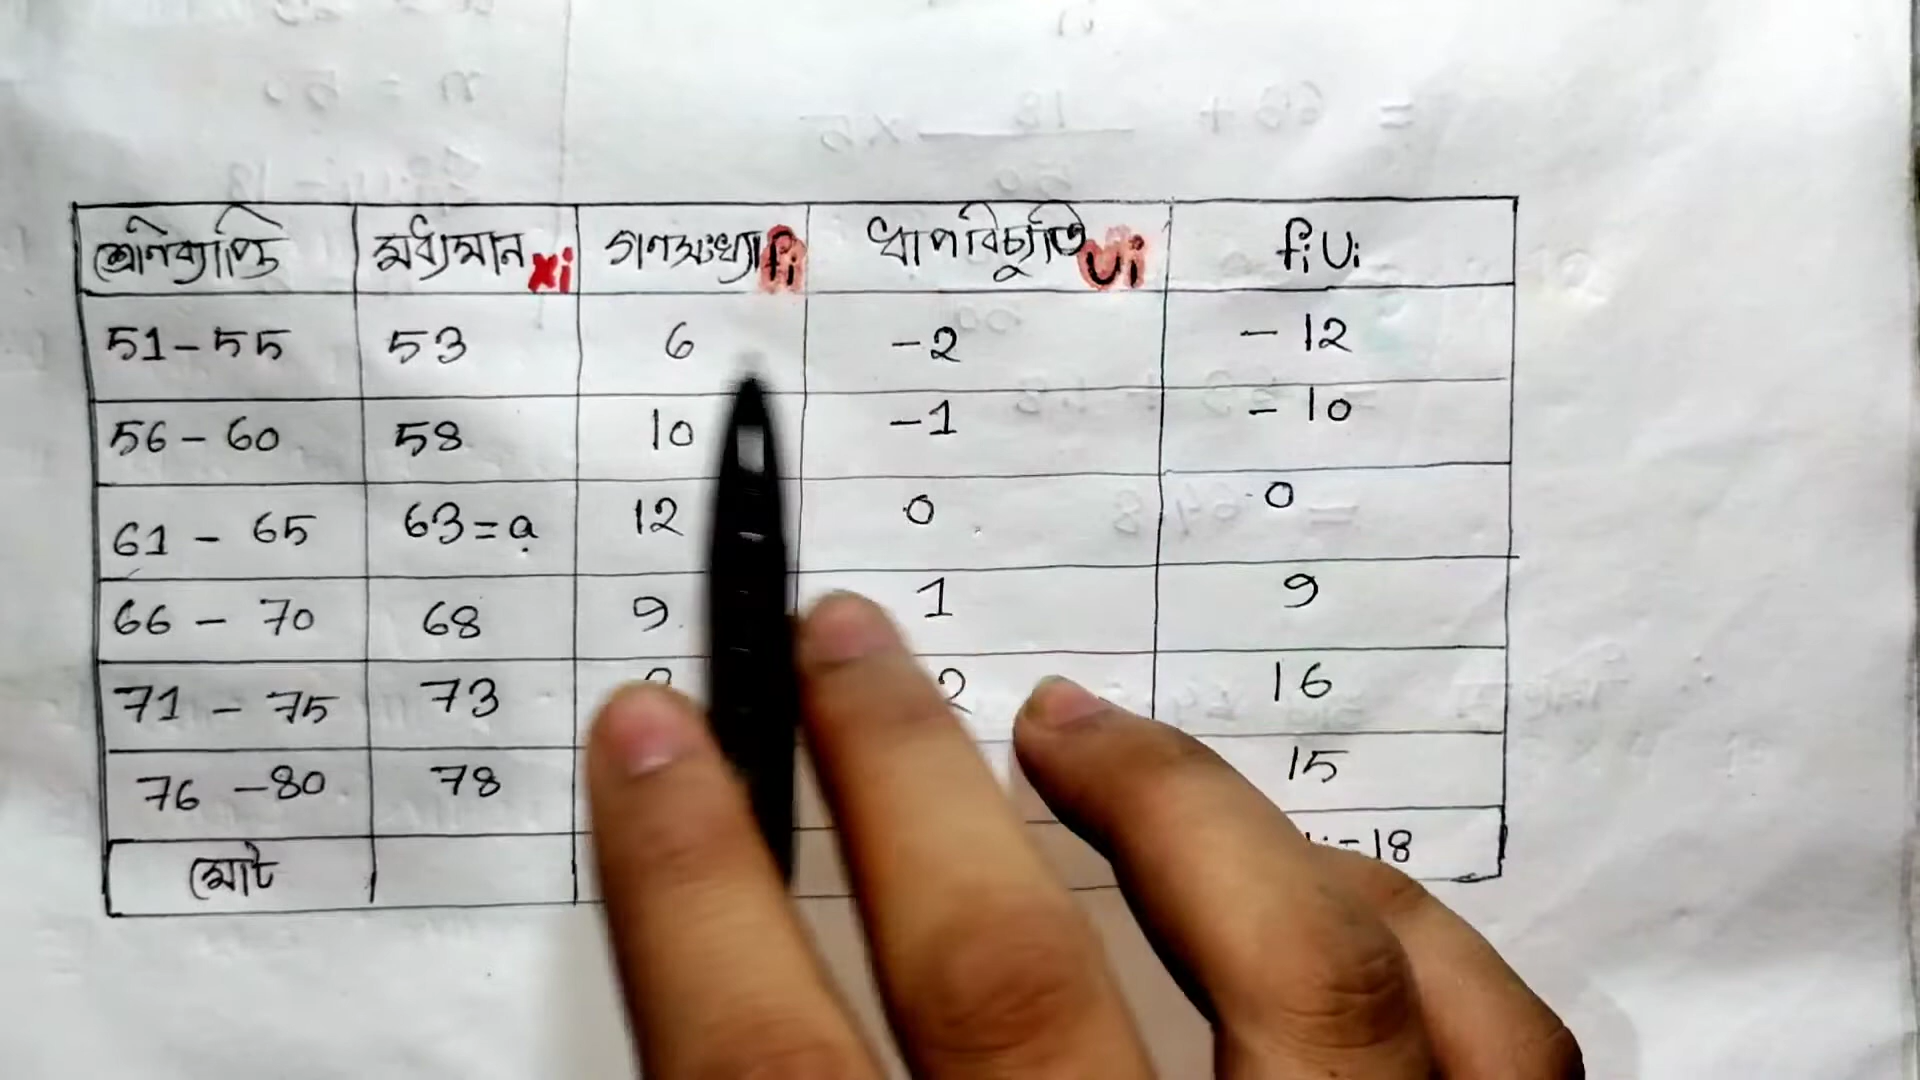 শ্রেণিব্যাপ্তি মধ্যমান xi গণসংখ্যা fi ধাপবিচ্যুতি ui fiUi
51-55 53 6 -2 -12
56-60 58 10 -1 -10
61-65 63=a 12 0 0
66-70 68 9 1 9
71-75 73 2 16
76-80 78 15
মোট =18